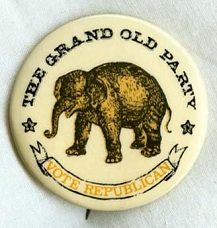 THE GRAND OLD PARTY
VOTE REPUBLICAN